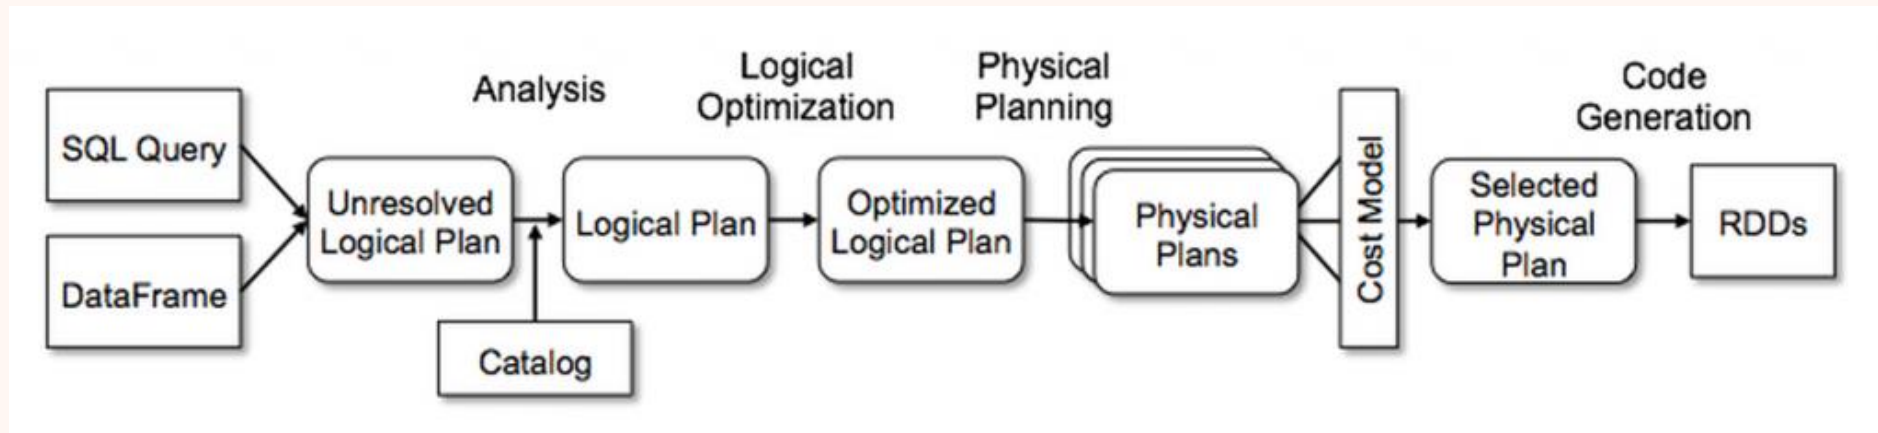 Analysis
Logical
Optimization
Physical
Planning
Code
Generation
SQL Query
DataFrame
Unresolved
Logical Plan
Catalog
Logical Plan
Optimized
Logical Plan
Physical
Plans
Cost Model
Selected
Physical
Plan
RDDs